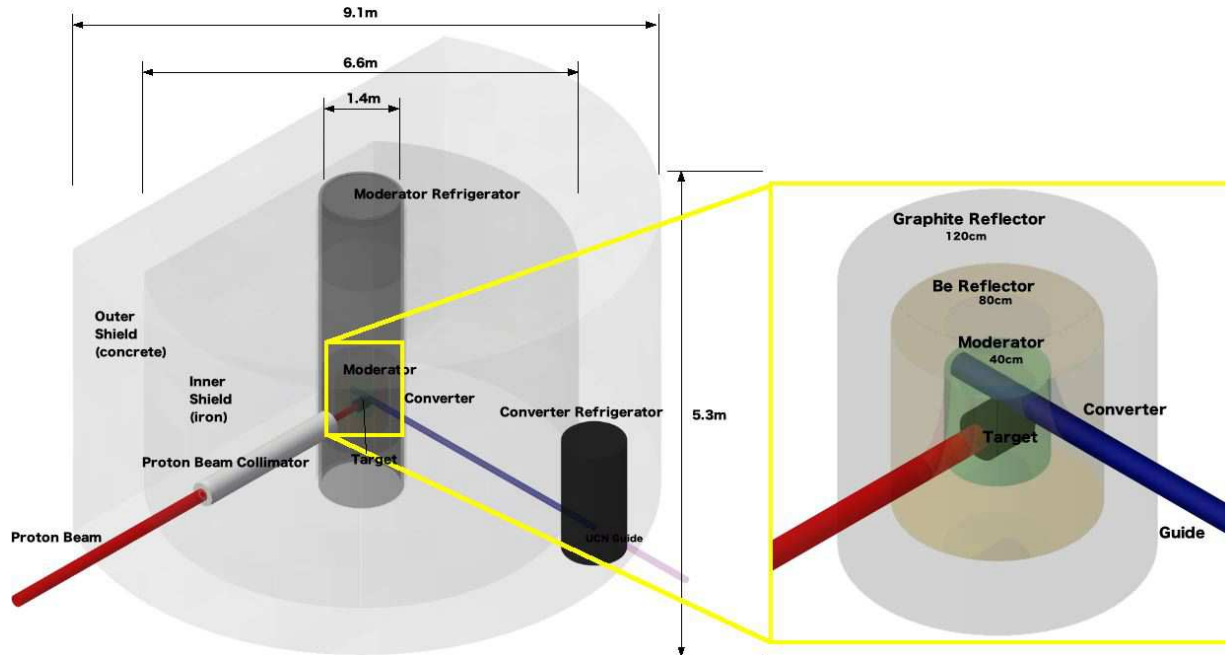 9.1m
6.6m
1.4m
Moderator Refrigerator
Outer
Shield
(concrete)
Inner
Shield
(iron)
Moderator
Converter
Converter Refrigerator
Proton Beam Collimator
Target
Proton Beam
UCN Guide
5.3m
Graphite Reflector
120cm
Be Reflector
80cm
Moderator
40cm
Converter
Target
Guide